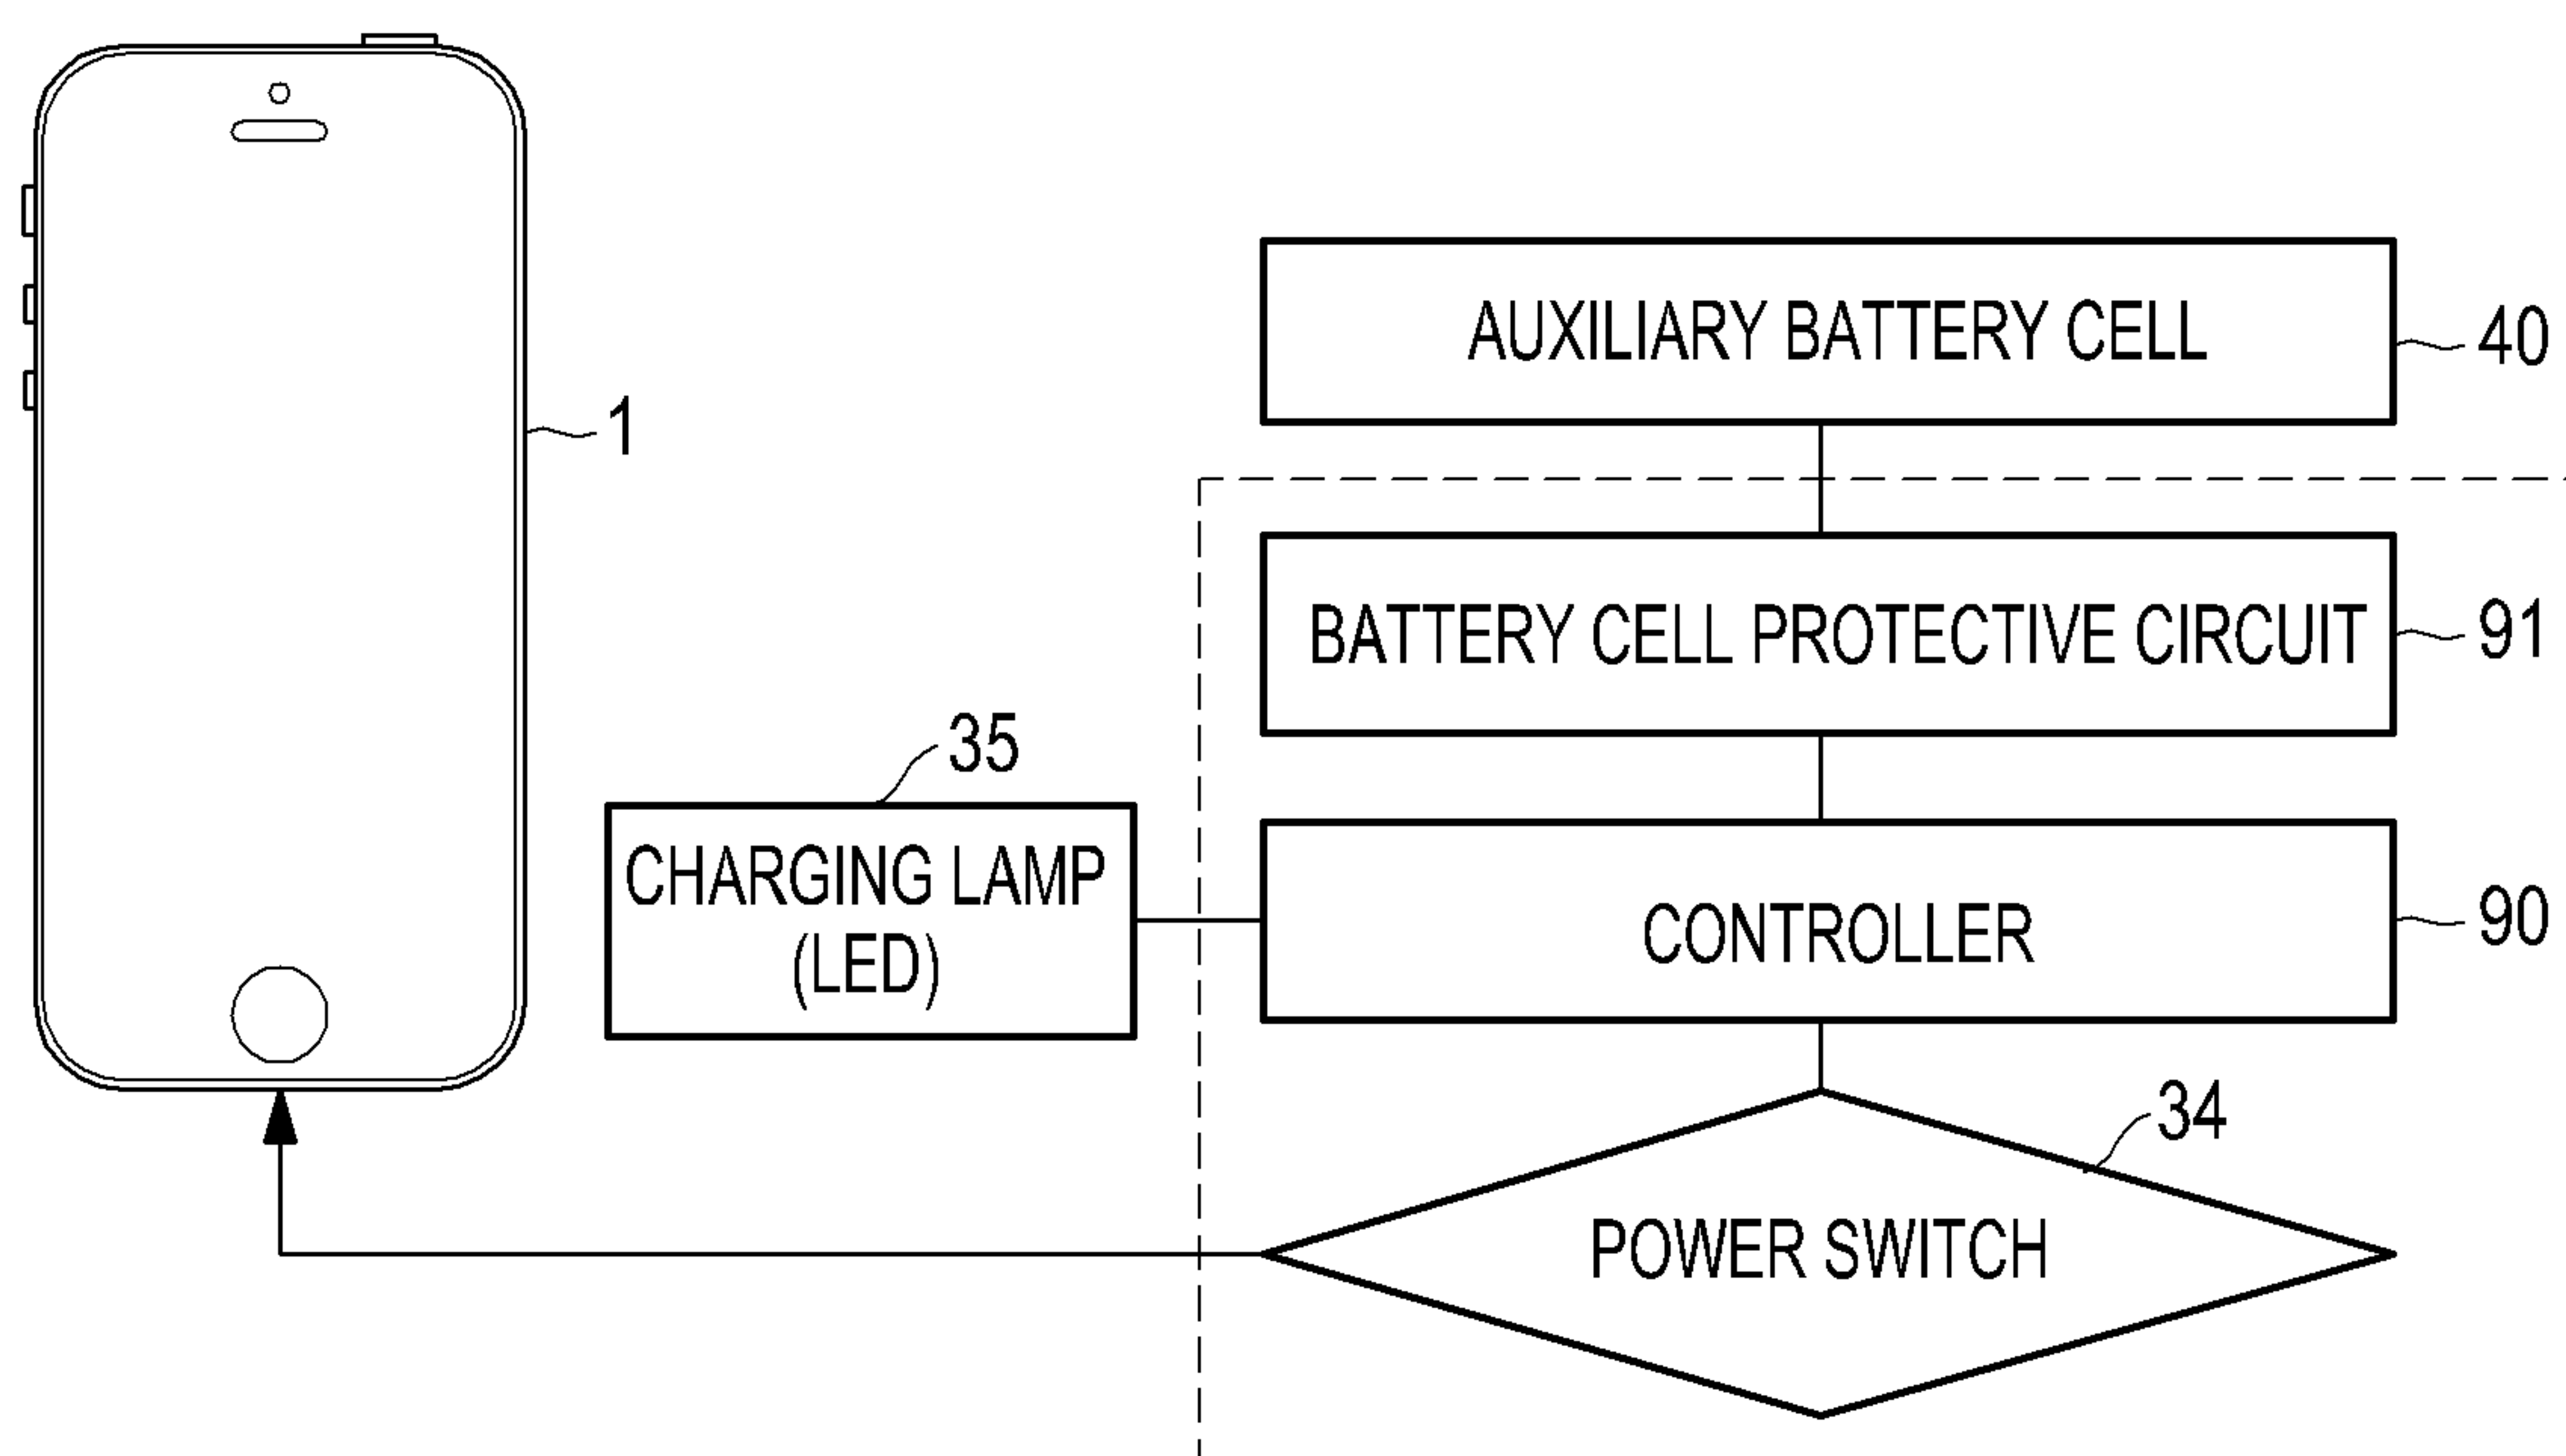 AUXILIARY BATTERY CELL
40
1
BATTERY CELL PROTECTIVE CIRCUIT
91
35
CHARGING LAMP
(LED)
CONTROLLER
90
34
POWER SWITCH